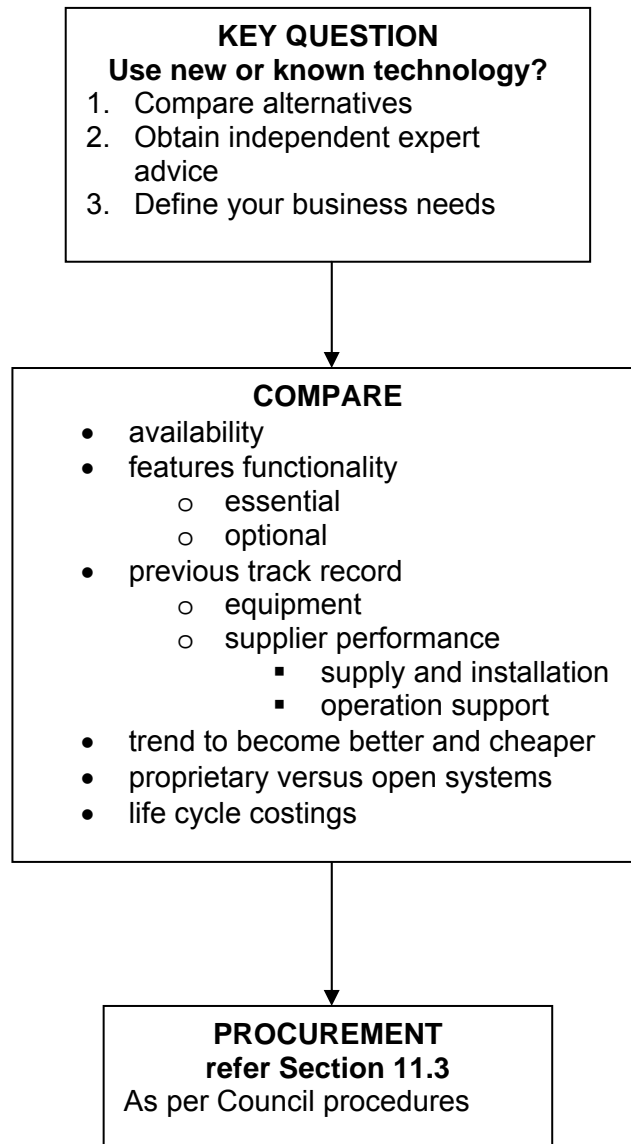 KEY QUESTION
Use new or known technology?
1. Compare alternatives
2. Obtain independent expert
advice
3. Define your business needs
COMPARE
• availability
• features functionality
o essential
o optional
• previous track record
o equipment
o supplier performance
▪ supply and installation
▪ operation support
• trend to become better and cheaper
• proprietary versus open systems
• life cycle costings
PROCUREMENT
refer Section 11.3
As per Council procedures